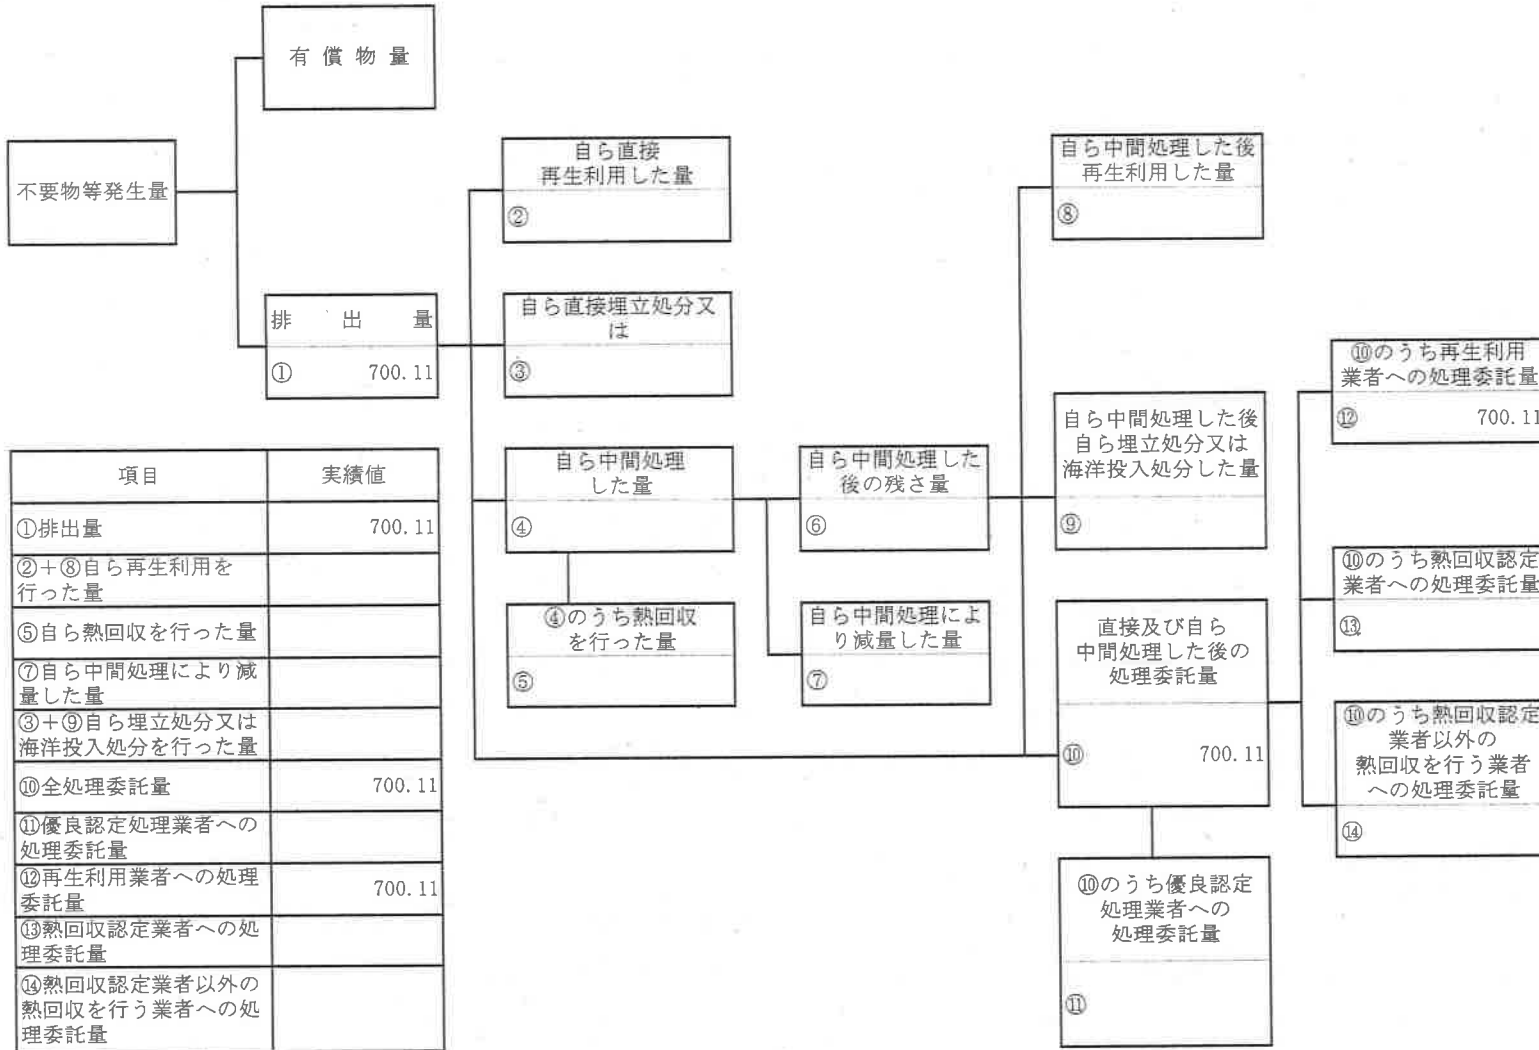 有償物量
不要物等発生量
排出量
① 700.11
自ら直接
再生利用した量
②
自ら直接埋立処分又
は
③
自ら中間処理
した量
④
④のうち熱回収
を行った量
⑤
自ら中間処理した
後の残さ量
⑥
自ら中間処理によ
り減量した量
⑦
自ら中間処理した後
再生利用した量
⑧
自ら中間処理した後
自ら埋立処分又は
海洋投入処分した量
⑨
直接及び自ら
中間処理した後の
処理委託量
⑩ 700.11
⑩のうち優良認定
処理業者への
処理委託量
⑪
⑩のうち再生利用
業者への処理委託量
⑫ 700.11
⑩のうち熱回収認定
業者への処理委託量
⑬
⑩のうち熱回収認定
業者以外の
熱回収を行う業者
への処理委託量
⑭
項目 実績値
①排出量 700.11
②+⑧自ら再生利用を
行った量
⑤自ら熱回収を行った量
⑦自ら中間処理により減
量した量
③+⑨自ら埋立処分又は
海洋投入処分を行った量
⑩全処理委託量 700.11
⑪優良認定処理業者への
処理委託量
⑫再生利用業者への処理
委託量 700.11
⑬熱回収認定業者への処
理委託量
⑭熱回収認定業者以外の
熱回収を行う業者への処
理委託量